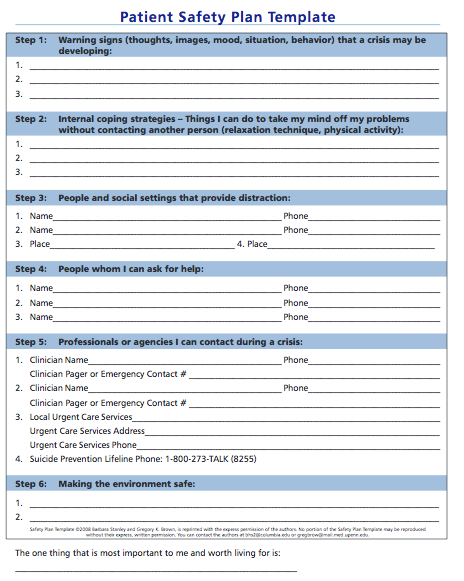 Patient Safety Plan Template
Step 1: Warning signs (thoughts, images, mood, situation, behavior) that a crisis may be
developing:
1.
2.
3.
Step 2: Internal coping strategies – Things I can do to take my mind off my problems
without contacting another person (relaxation technique, physical activity):
1.
2.
3.
Step 3: People and social settings that provide distraction:
1. Name Phone
2. Name Phone
3. Place 4. Place
Step 4: People whom I can ask for help:
1. Name Phone
2. Name Phone
3. Name Phone
Step 5: Professionals or agencies I can contact during a crisis:
1. Clinician Name Phone
Clinician Pager or Emergency Contact #
2. Clinician Name Phone
Clinician Pager or Emergency Contact #
3. Local Urgent Care Services
Urgent Care Services Address
Urgent Care Services Phone
4. Suicide Prevention Lifeline Phone: 1-800-273-TALK (8255)
Step 6: Making the environment safe:
1.
2.
Safety Plan Template ©2008 Barbara Stanley and Gregory K. Brown, is reprinted with the express permission of the authors. No portion of the Safety Plan Template may be reproduced
without their express, written permission. You can contact the authors at bhs2@columbia.edu or gregbrow@mail.med.upenn.edu.
The one thing that is most important to me and worth living for is: